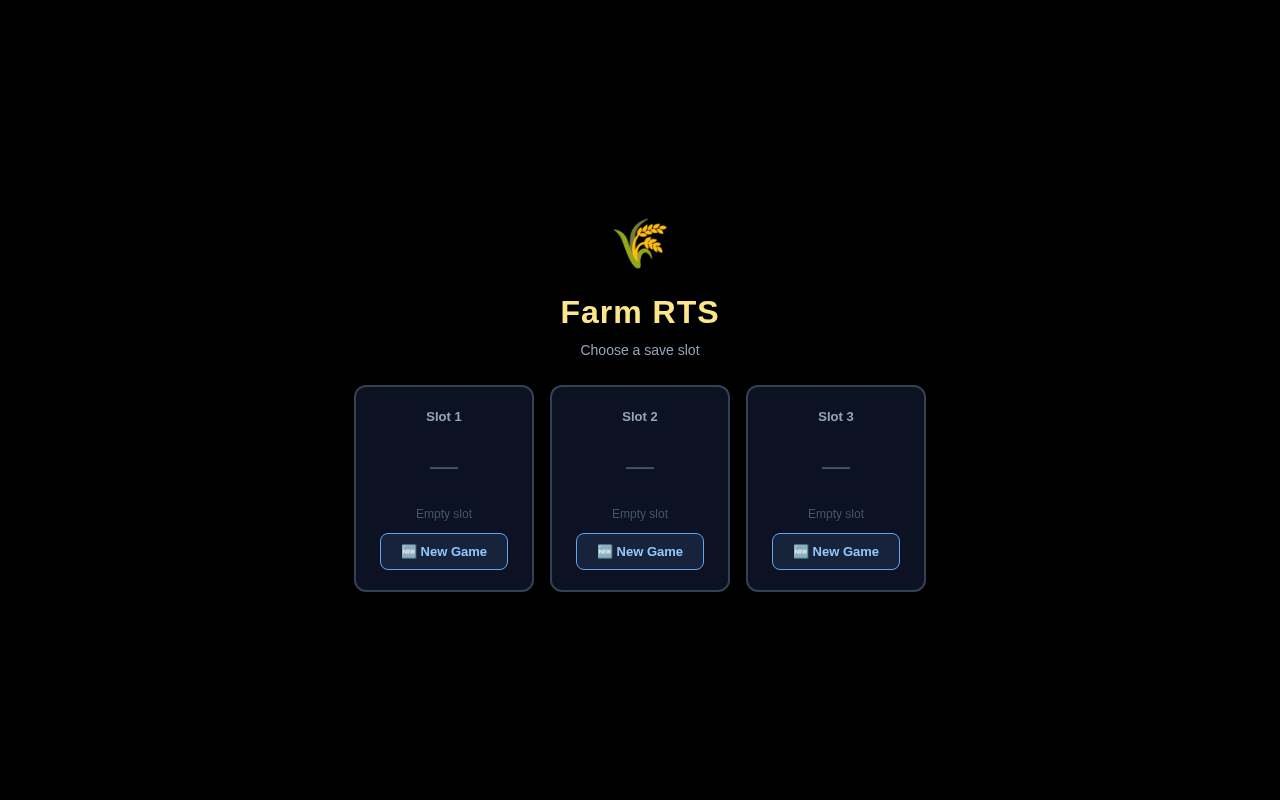 Farm RTS
Choose a save slot
Slot 1
—
Empty slot
🆕 New Game
Slot 2
—
Empty slot
🆕 New Game
Slot 3
—
Empty slot
🆕 New Game